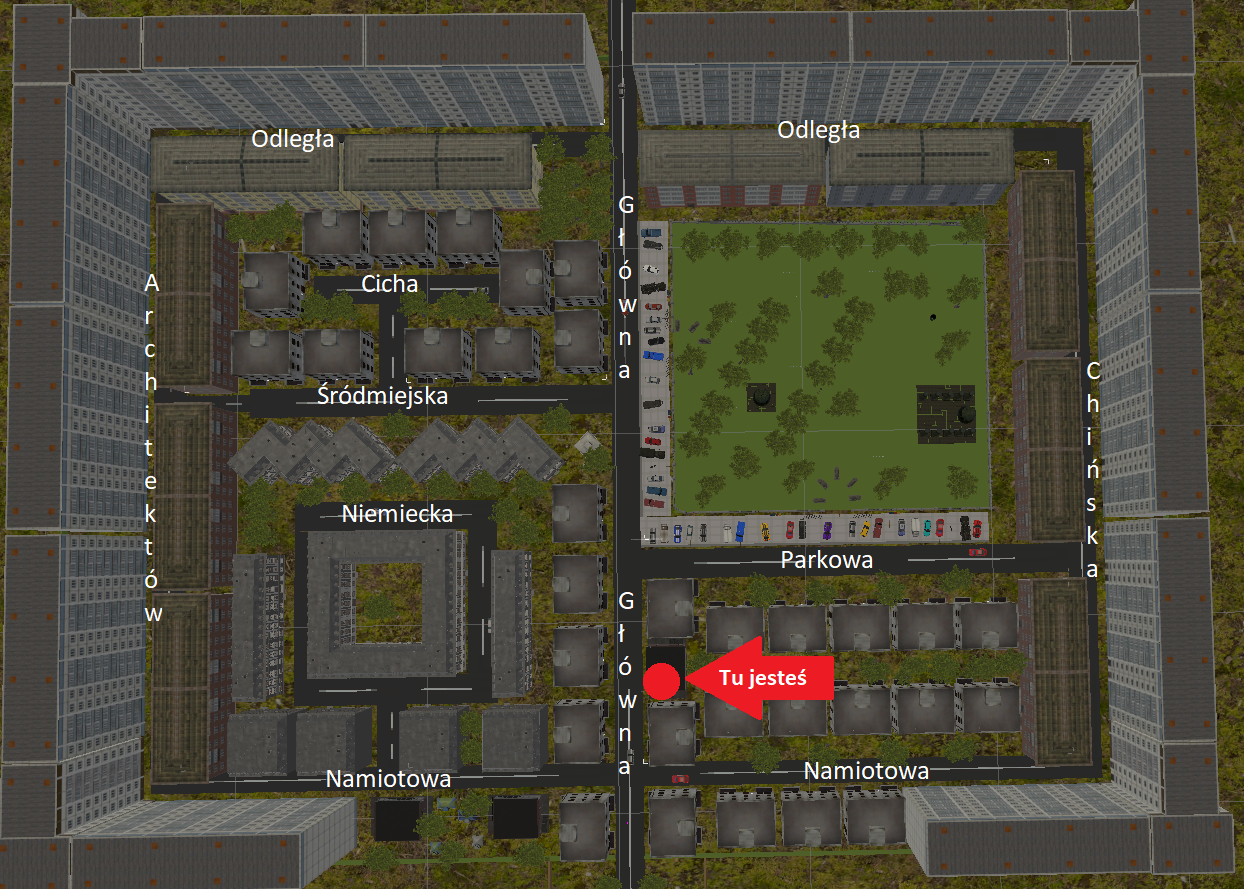 Odległa
Odległa
Główna
Cicha
Architektów
Śródmiejska
Chińska
Niemiecka
Parkowa
Główna
Tu jesteś
Namiotowa
Namiotowa